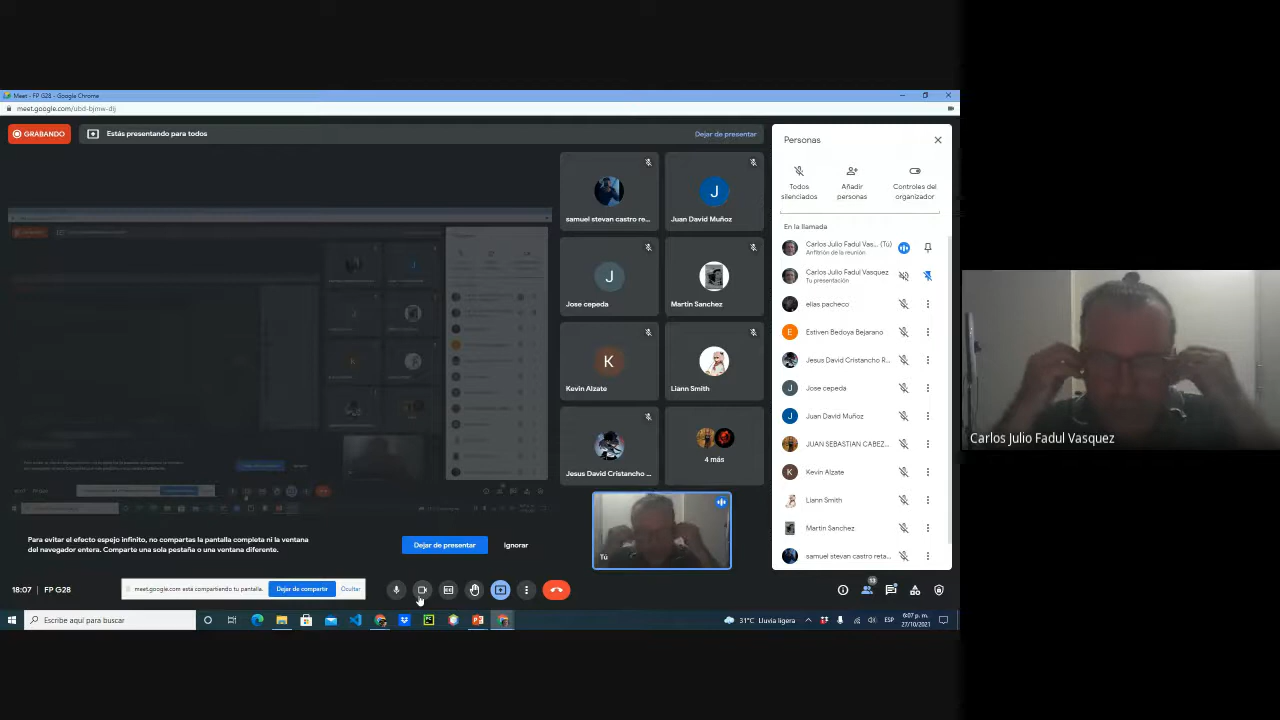 Meet - FP G28 - Google Chrome
meet.google.com/ubd-bjmw-dij
GRABANDO
Estás presentando para todos
Dejar de presentar
samuel stevan castro re...
Juan David Muñoz
J
Jose cepeda
J
Martin Sanchez
Kevin Alzate
K
Liann Smith
Jesus David Cristancho ...
4 más
Tú
Para evitar el efecto espejo infinito, no compartas la pantalla completa ni la ventana
del navegador entera. Comparte una sola pestaña o una ventana diferente.
Dejar de presentar
Ignorar
Personas
Todos silenciados
Añadir personas
Controles del organizador
En la llamada
Carlos Julio Fadul Vas... (Tú)
Anfitrión de la reunión
Carlos Julio Fadul Vasquez
Tu presentación
elias pacheco
E
Estiven Bedoya Bejarano
Jesus David Cristancho R...
J
Jose cepeda
J
Juan David Muñoz
JUAN SEBASTIAN CABEZ...
K
Kevin Alzate
Liann Smith
Martin Sanchez
samuel stevan castro reta...
Carlos Julio Fadul Vasquez
18:07
FP G28
meet.google.com está compartiendo tu pantalla.
Dejar de compartir
Ocultar
13
Escribe aquí para buscar
31°C Lluvia ligera
ESP
6:07 p. m.
27/10/2021